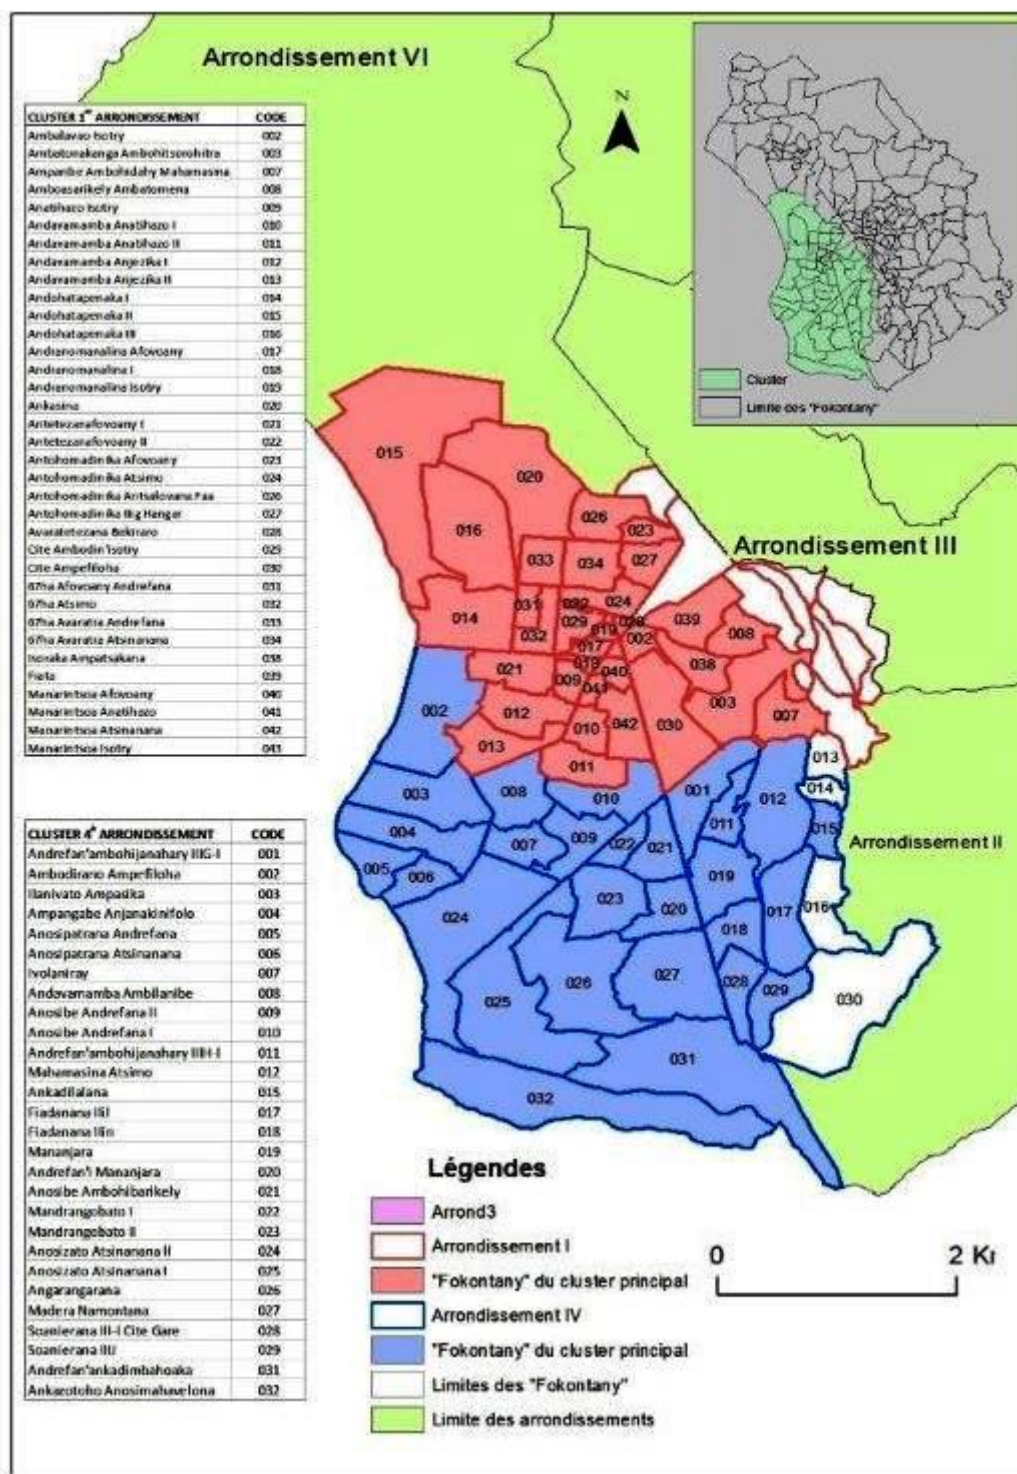 Arrondissement VI
N
Cluster
Limite des "Fokontany"
CLUSTER 1er ARRONDISSEMENT CODE
Ambalavao Isotry 002
Ambatonakanga Ambohitsorohitra 003
Ampanibe Ambohidahy Mahamasina 007
Amboasarikely Ambatomena 008
Anatihazo Isotry 009
Andavamamba Anatihazo I 010
Andavamamba Anatihazo II 011
Andavamamba Anjezika I 012
Andavamamba Anjezika II 013
Andohatapenaka I 014
Andohatapenaka II 015
Andohatapenaka III 016
Andranomanalina Afovoany 017
Andranomanalina I 018
Andranomanalina Isotry 019
Ankasina 020
Antetezanafovoany I 021
Antetezanafovoany II 022
Antohomadinika Afovoany 023
Antohomadinika Atsimo 024
Antohomadinika Antsalovana Faa 026
Antohomadinika IIIg Hangar 027
Avaratetezana Bekiraro 028
Cite Ambodin'Isotry 029
Cite Ampefiloha 030
67ha Afovoany Andrefana 031
67ha Atsimo 032
67ha Avaratra Andrefana 033
67ha Avaratra Atsinanana 034
Isoraka Ampatsakana 038
039
Manarintsoa Afovoany 040
Manarintsoa Anatihazo 041
Manarintsoa Atsinanana 042
Manarintsoa Isotry 043
015
020
016
026
023
033
034
027
Arrondissement III
031
022
024
014
029
019
028
039
032
017
002
008
021
019
040
038
009
041
012
010
042
030
003
007
013
011
002
013
003
008
010
001
012
014
004
007
009
022
021
011
015
Arrondissement II
005
006
019
024
023
020
017
016
018
025
026
027
028
029
030
031
032
CLUSTER 4e ARRONDISSEMENT CODE
Andrefan'ambohijanahary IIIG-I 001
Ambodirano Ampefiloha 002
Ilanivato Ampasika 003
Ampangabe Anjanakinifolo 004
Anosipatrana Andrefana 005
Anosipatrana Atsinanana 006
Ivolaniray 007
Andavamamba Ambilanibe 008
Anosibe Andrefana II 009
Anosibe Andrefana I 010
Andrefan'ambohijanahary IIIH-I 011
Mahamasina Atsimo 012
Ankadilalana 015
Fiadanana IIIL 017
Fiadanana IIIn 018
Mananjara 019
Andrefan'i Mananjara 020
Anosibe Ambohibarikely 021
Mandrangobato I 022
Mandrangobato II 023
Anosizato Atsinanana II 024
Anosizato Atsinanana I 025
Angarangarana 026
Madera Namontana 027
Soanierana III-I Cite Gare 028
Soanierana IIIJ 029
Andrefan'ankadimbahoaka 031
Ankazotoho Anosimahavelona 032
Légendes
Arrond3
Arrondissement I
"Fokontany" du cluster principal
Arrondissement IV
"Fokontany" du cluster principal
Limites des "Fokontany"
Limite des arrondissements
0 2 Kr